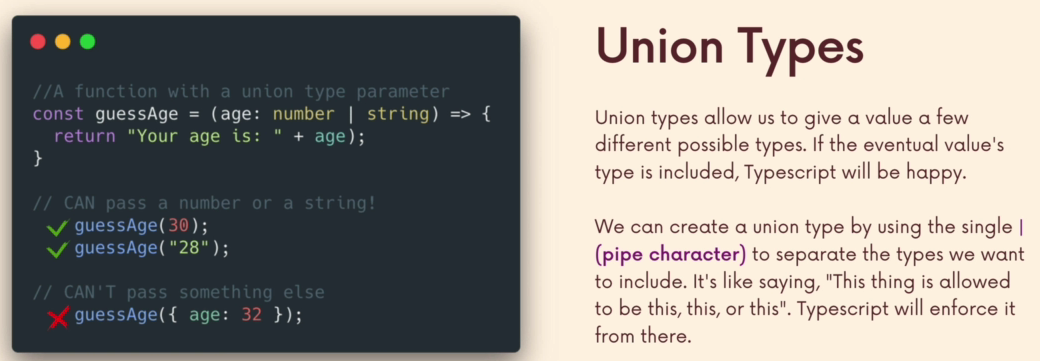 //A function with a union type parameter
const guessAge = (age: number | string) => {
  return "Your age is: " + age);
}
// CAN pass a number or a string!
guessAge(30);
guessAge("28");
// CAN'T pass something else
guessAge({ age: 32 });
Union Types
Union types allow us to give a value a few
different possible types. If the eventual value's
type is included, Typescript will be happy.
We can create a union type by using the single |
(pipe character) to separate the types we want
to include. It's like saying, "This thing is allowed
to be this, this, or this". Typescript will enforce it
from there.